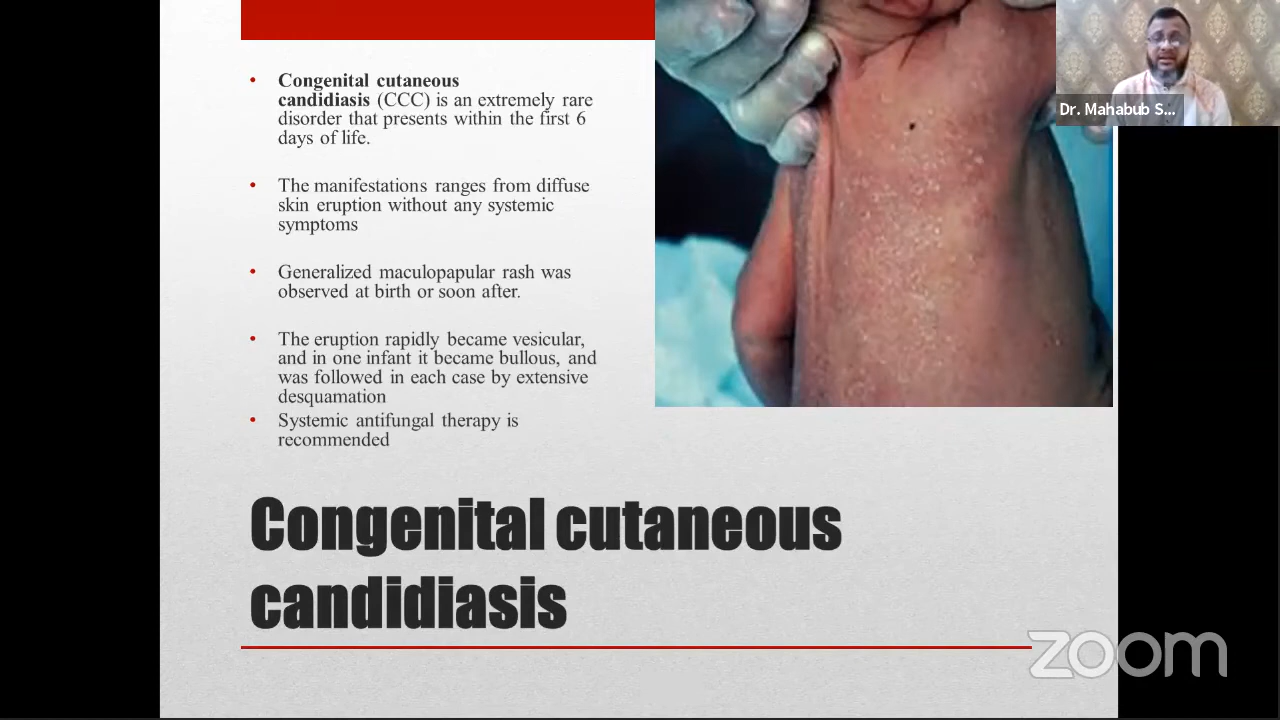 Congenital cutaneous
candidiasis (CCC) is an extremely rare
disorder that presents within the first 6
days of life.
The manifestations ranges from diffuse
skin eruption without any systemic
symptoms
Generalized maculopapular rash was
observed at birth or soon after.
The eruption rapidly became vesicular,
and in one infant it became bullous, and
was followed in each case by extensive
desquamation
Systemic antifungal therapy is
recommended
Congenital cutaneous
candidiasis
Dr. Mahabub S...
zoom